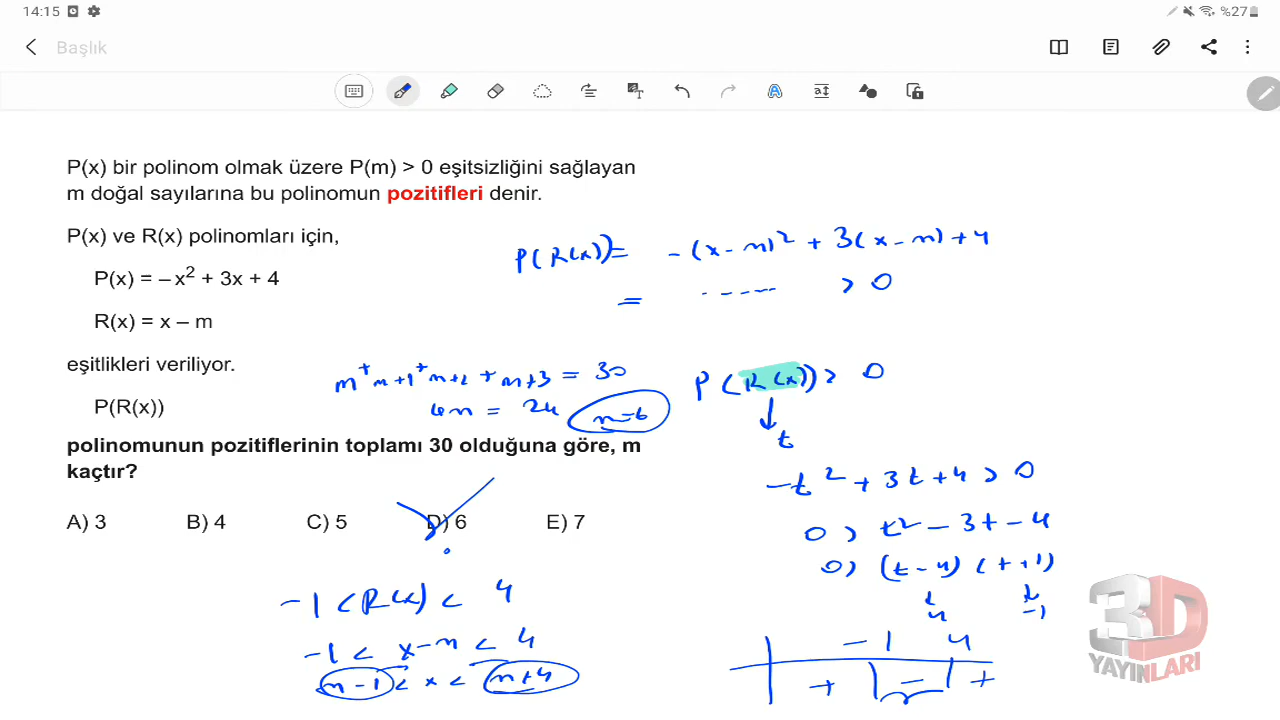 14:15
%27
Başlık
P(x) bir polinom olmak üzere P(m) > 0 eşitsizliğini sağlayan
m doğal sayılarına bu polinomun pozitifleri denir.
P(x) ve R(x) polinomları için,
P(x) = – x² + 3x + 4
R(x) = x – m
eşitlikleri veriliyor.
P(R(x))
polinomunun pozitiflerinin toplamı 30 olduğuna göre, m
kaçtır?
A) 3 B) 4 C) 5 D) 6 E) 7
P(R(x)) = -(x-m)² + 3(x-m) + 4
= ...... > 0
m + m+1 + m+2 + m+3 = 30
4m = 24 m=6
P(R(x)) > 0
t
-t² + 3t + 4 > 0
0 > t² - 3t - 4
0 > (t-4) (t+1)
4 -1
-1 < R(x) < 4
-1 < x-m < 4
m-1 < x < m+4
-1 4
+ - +
3D
YAYINLARI